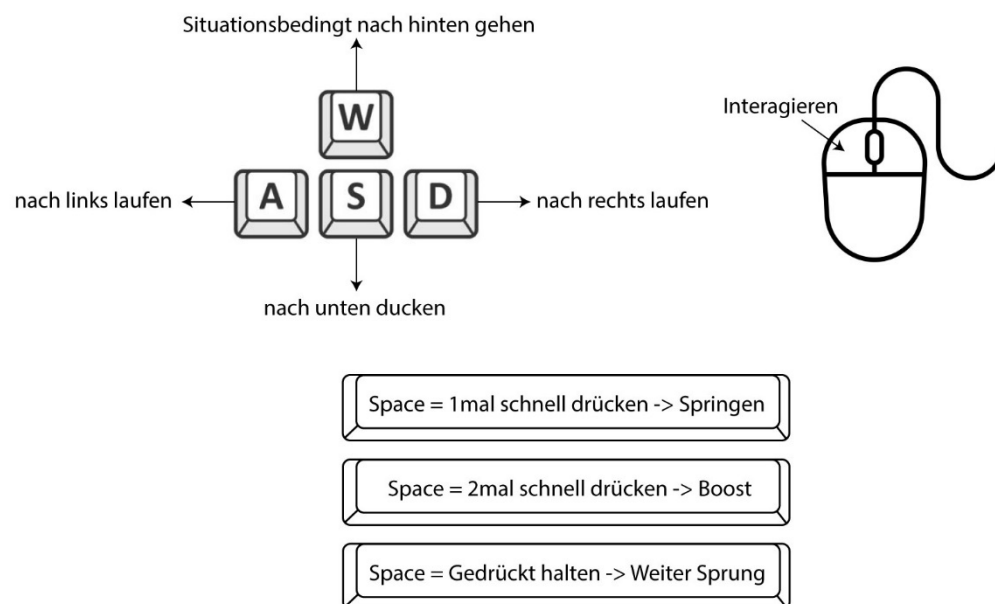 Situationsbedingt nach hinten gehen
W
Interagieren
nach links laufen
A
S
D
nach rechts laufen
nach unten ducken
Space = 1mal schnell drücken -> Springen
Space = 2mal schnell drücken -> Boost
Space = Gedrückt halten -> Weiter Sprung